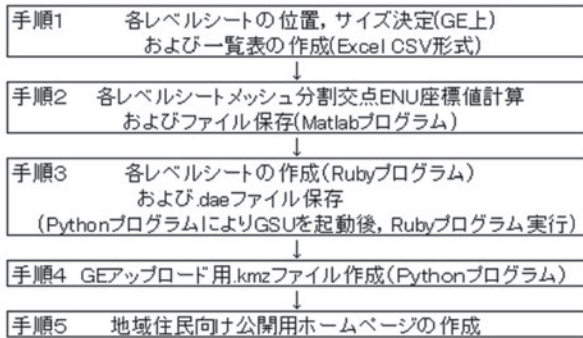 手順1 各レベルシートの位置，サイズ決定(GE上)
および一覧表の作成(Excel CSV形式)
↓
手順2 各レベルシートメッシュ分割交点ENU座標値計算
およびファイル保存(Matlabプログラム)
↓
手順3 各レベルシートの作成(Rubyプログラム)
および.daeファイル保存
(PythonプログラムによりGSUを起動後，Rubyプログラム実行)
↓
手順4 GEアップロード用.kmzファイル作成(Pythonプログラム)
↓
手順5 地域住民向け公開用ホームページの作成